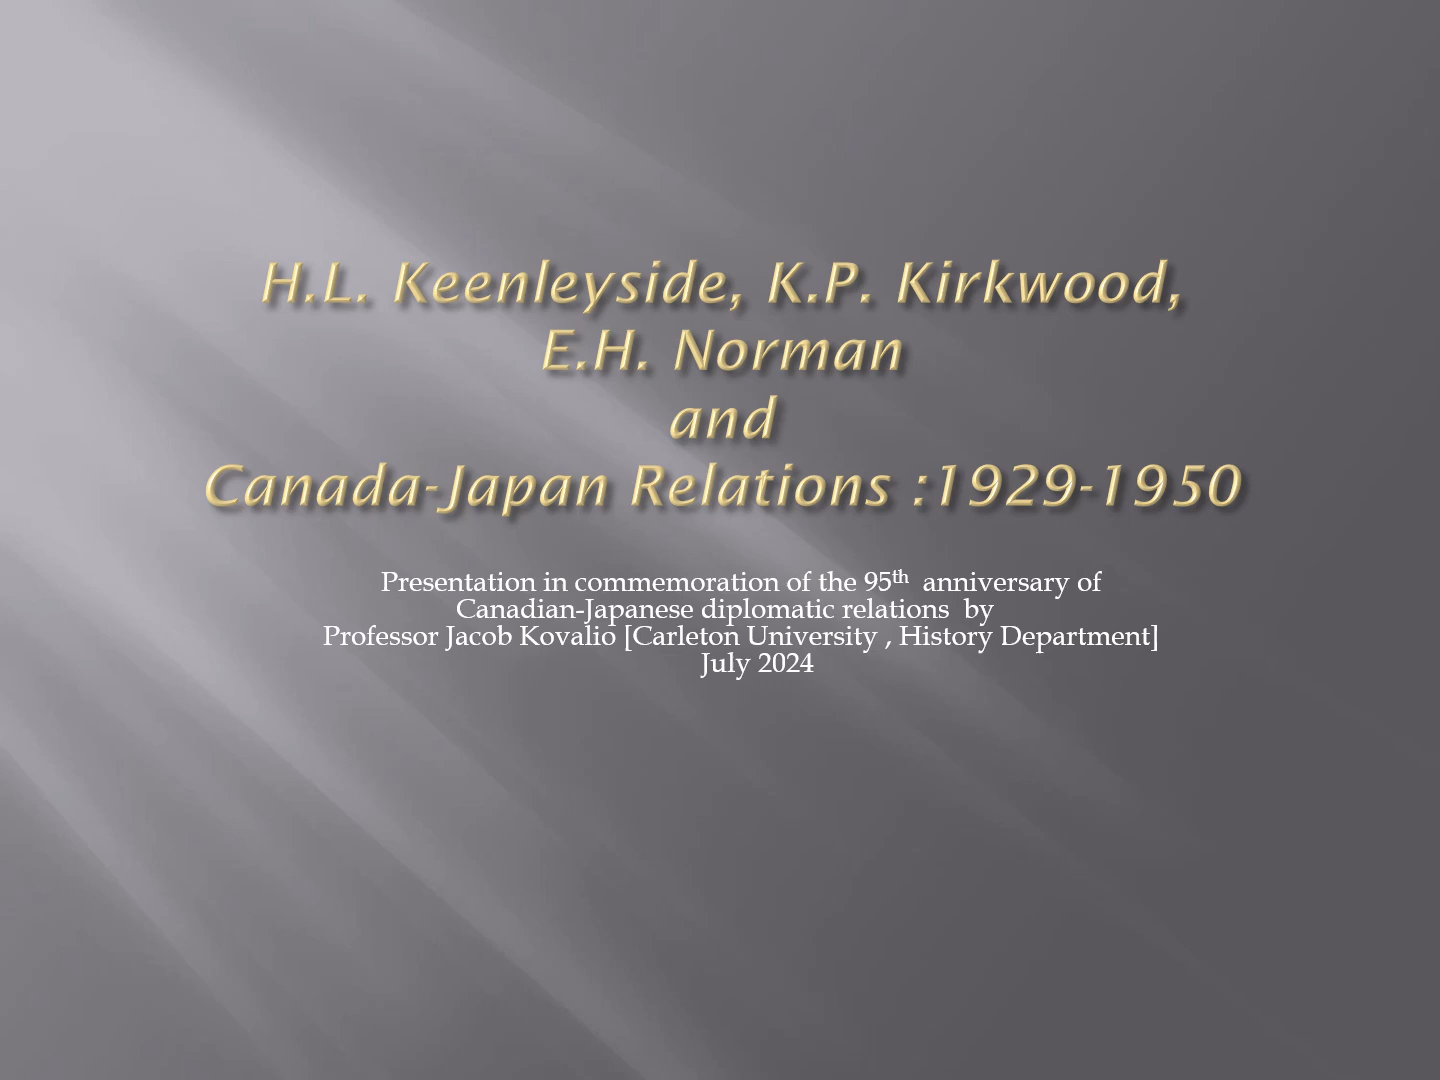 H.L. Keenleyside, K.P. Kirkwood,
E.H. Norman
and
Canada-Japan Relations :1929-1950
Presentation in commemoration of the 95th anniversary of
Canadian-Japanese diplomatic relations by
Professor Jacob Kovalio [Carleton University , History Department]
July 2024